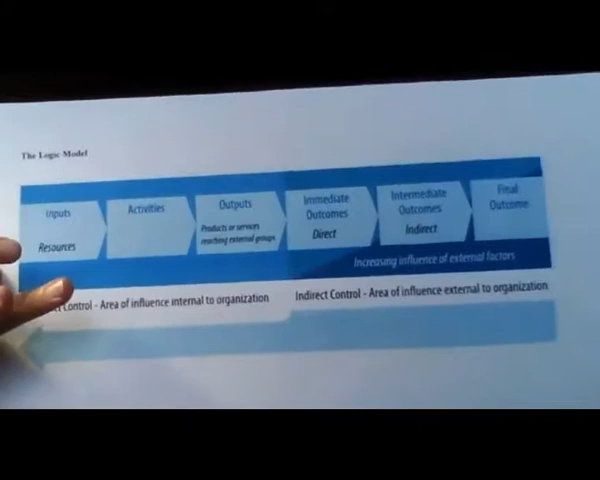 The Logic Model
Inputs
Resources
Activities
Outputs
Products or services
reaching external groups
Immediate
Outcomes
Direct
Intermediate
Outcomes
Indirect
Final
Outcome
Increasing influence of external factors
Control - Area of influence internal to organization
Indirect Control - Area of influence external to organization